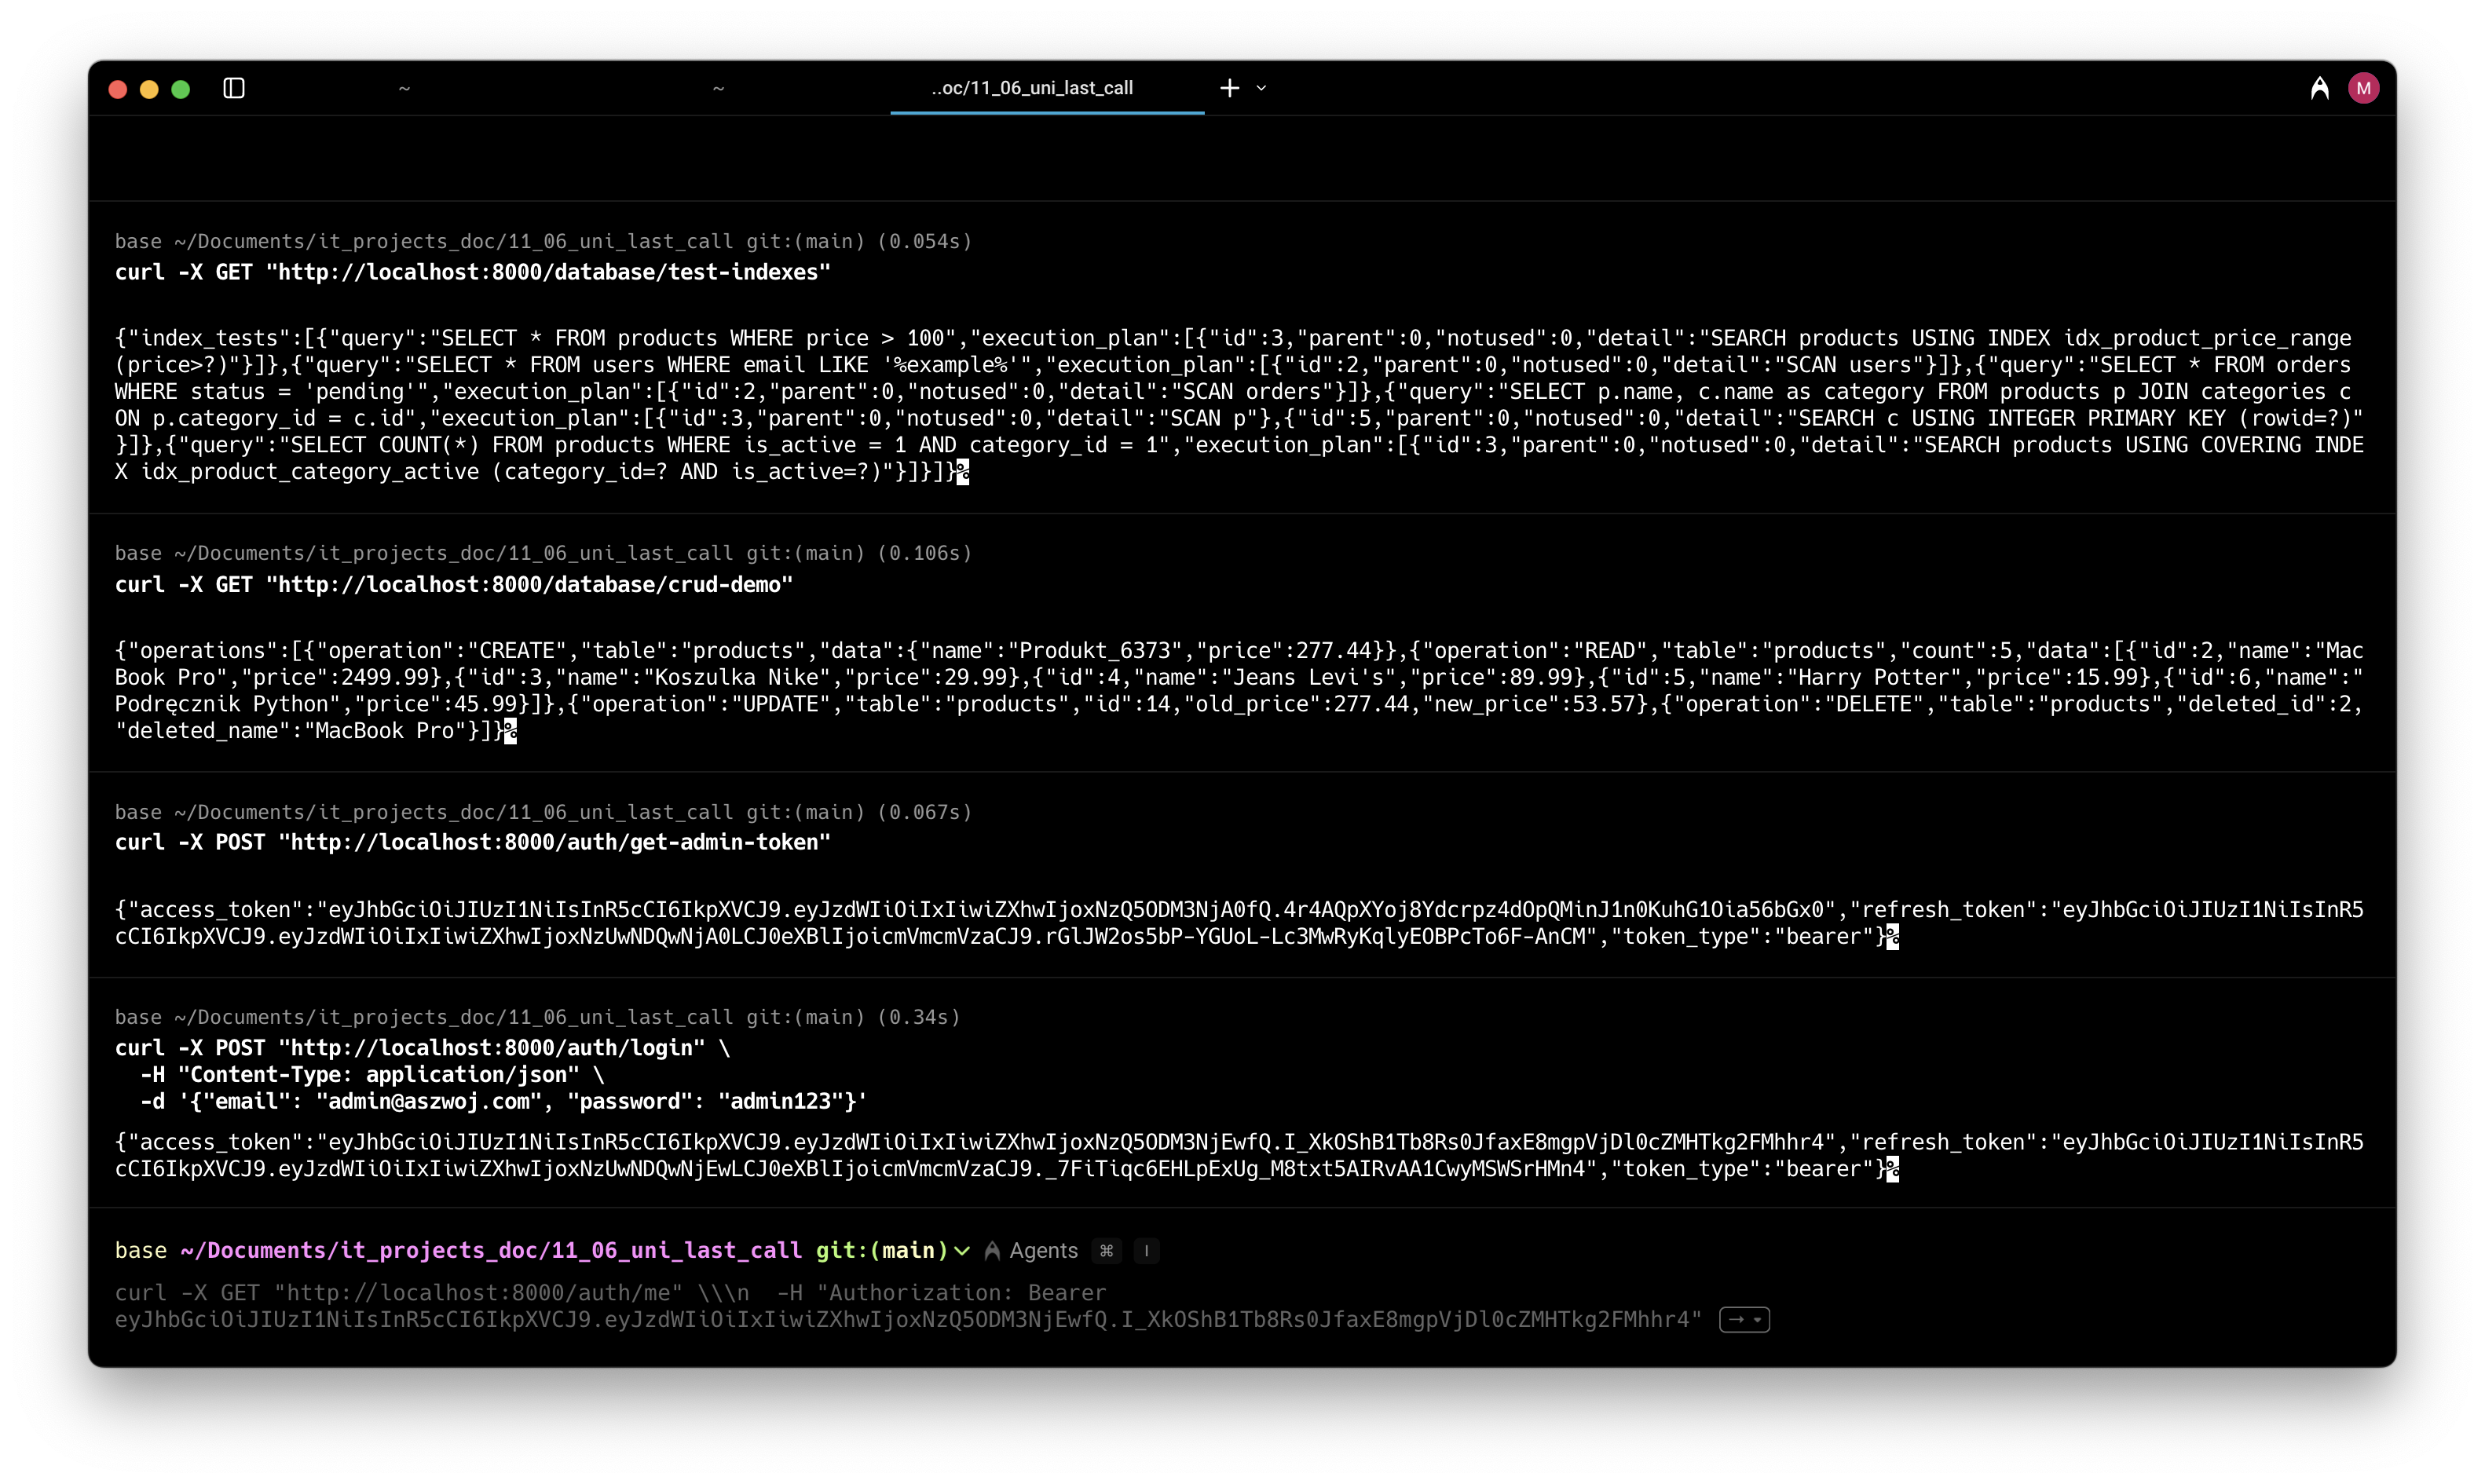 ~ ~ ..oc/11_06_uni_last_call M
base ~/Documents/it_projects_doc/11_06_uni_last_call git:(main) (0.054s)
curl -X GET "http://localhost:8000/database/test-indexes"
{"index_tests":[{"query":"SELECT * FROM products WHERE price > 100","execution_plan":[{"id":3,"parent":0,"notused":0,"detail":"SEARCH products USING INDEX idx_product_price_range
(price>?)"}]},{"query":"SELECT * FROM users WHERE email LIKE '%example%'","execution_plan":[{"id":2,"parent":0,"notused":0,"detail":"SCAN users"}]},{"query":"SELECT * FROM orders
WHERE status = 'pending'","execution_plan":[{"id":2,"parent":0,"notused":0,"detail":"SCAN orders"}]},{"query":"SELECT p.name, c.name as category FROM products p JOIN categories c
ON p.category_id = c.id","execution_plan":[{"id":3,"parent":0,"notused":0,"detail":"SCAN p"},{"id":5,"parent":0,"notused":0,"detail":"SEARCH c USING INTEGER PRIMARY KEY (rowid=?)"
}]},{"query":"SELECT COUNT(*) FROM products WHERE is_active = 1 AND category_id = 1","execution_plan":[{"id":3,"parent":0,"notused":0,"detail":"SEARCH products USING COVERING INDE
X idx_product_category_active (category_id=? AND is_active=?)"}]}]}%
base ~/Documents/it_projects_doc/11_06_uni_last_call git:(main) (0.106s)
curl -X GET "http://localhost:8000/database/crud-demo"
{"operations":[{"operation":"CREATE","table":"products","data":{"name":"Produkt_6373","price":277.44}},{"operation":"READ","table":"products","count":5,"data":[{"id":2,"name":"Mac
Book Pro","price":2499.99},{"id":3,"name":"Koszulka Nike","price":29.99},{"id":4,"name":"Jeans Levi's","price":89.99},{"id":5,"name":"Harry Potter","price":15.99},{"id":6,"name":"
Podręcznik Python","price":45.99}]},{"operation":"UPDATE","table":"products","id":14,"old_price":277.44,"new_price":53.57},{"operation":"DELETE","table":"products","deleted_id":2,
"deleted_name":"MacBook Pro"}]}%
base ~/Documents/it_projects_doc/11_06_uni_last_call git:(main) (0.067s)
curl -X POST "http://localhost:8000/auth/get-admin-token"
{"access_token":"eyJhbGciOiJIUzI1NiIsInR5cCI6IkpXVCJ9.eyJzdWIiOiIxIiwiZXhwIjoxNzQ5ODM3NjA0fQ.4r4AQpXYoj8Ydcrpz4dOpQMinJ1n0KuhG1Oia56bGx0","refresh_token":"eyJhbGciOiJIUzI1NiIsInR5
cCI6IkpXVCJ9.eyJzdWIiOiIxIiwiZXhwIjoxNzUwNDQwNjA0LCJ0eXBlIjoicmVmcmVzaCJ9.rGlJW2os5bP-YGUoL-Lc3MwRyKqlyEOBPcTo6F-AnCM","token_type":"bearer"}%
base ~/Documents/it_projects_doc/11_06_uni_last_call git:(main) (0.34s)
curl -X POST "http://localhost:8000/auth/login" \
-H "Content-Type: application/json" \
-d '{"email": "admin@aszwoj.com", "password": "admin123"}'
{"access_token":"eyJhbGciOiJIUzI1NiIsInR5cCI6IkpXVCJ9.eyJzdWIiOiIxIiwiZXhwIjoxNzQ5ODM3NjEwfQ.I_XkOShB1Tb8Rs0JfaxE8mgpVjDl0cZMHTkg2FMhhr4","refresh_token":"eyJhbGciOiJIUzI1NiIsInR5
cCI6IkpXVCJ9.eyJzdWIiOiIxIiwiZXhwIjoxNzUwNDQwNjEwLCJ0eXBlIjoicmVmcmVzaCJ9._7FiTiqc6EHLpExUg_M8txt5AIRvAA1CwyMSWSrHMn4","token_type":"bearer"}%
base ~/Documents/it_projects_doc/11_06_uni_last_call git:(main) Agents ⌘ I
curl -X GET "http://localhost:8000/auth/me" \\\n  -H "Authorization: Bearer
eyJhbGciOiJIUzI1NiIsInR5cCI6IkpXVCJ9.eyJzdWIiOiIxIiwiZXhwIjoxNzQ5ODM3NjEwfQ.I_XkOShB1Tb8Rs0JfaxE8mgpVjDl0cZMHTkg2FMhhr4"